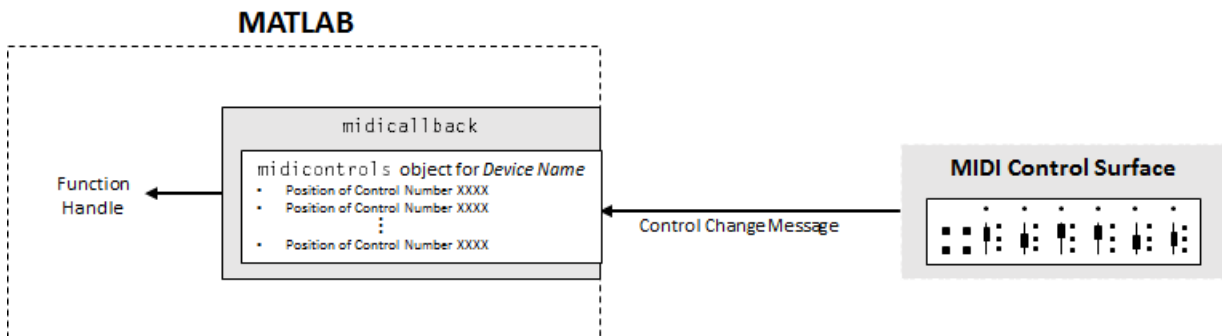 MATLAB
midicallback
midicontrols object for Device Name
• Position of Control Number XXXX
• Position of Control Number XXXX
⋮
• Position of Control Number XXXX
Function
Handle
Control Change Message
MIDI Control Surface